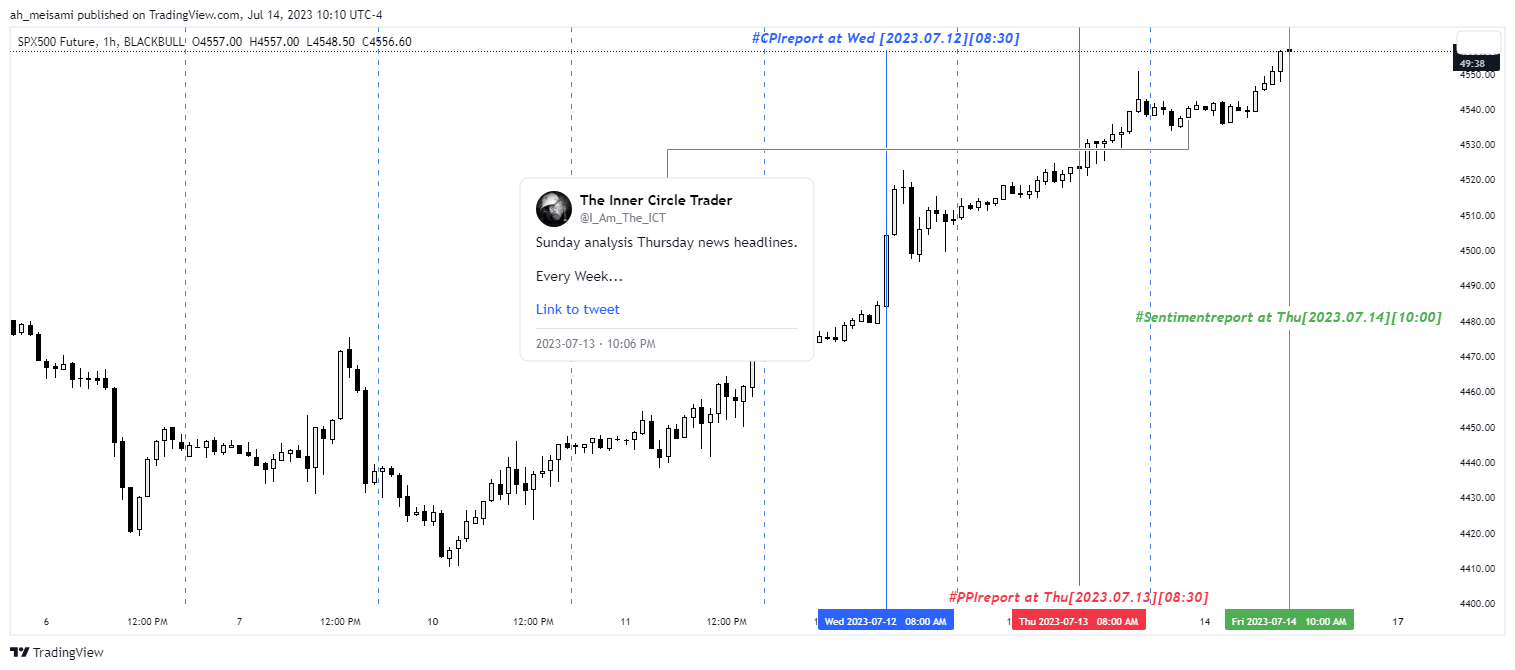 ah_meisami published on TradingView.com, Jul 14, 2023 10:10 UTC-4
SPX500 Future, 1h, BLACKBULL O4557.00 H4557.00 L4548.50 C4556.60
#CPIreport at Wed [2023.07.12][08:30]
49:38
4550.00
4540.00
4530.00
4520.00
4510.00
4500.00
4490.00
4480.00
4470.00
4460.00
4450.00
4440.00
4430.00
4420.00
4410.00
4400.00
The Inner Circle Trader
@I_Am_The_ICT
Sunday analysis Thursday news headlines.
Every Week...
Link to tweet
2023-07-13 · 10:06 PM
#Sentimentreport at Thu[2023.07.14][10:00]
#PPIreport at Thu[2023.07.13][08:30]
6 12:00 PM 7 12:00 PM 10 12:00 PM 11 12:00 PM Wed 2023-07-12 08:00 AM Thu 2023-07-13 08:00 AM 14 Fri 2023-07-14 10:00 AM 17
TradingView